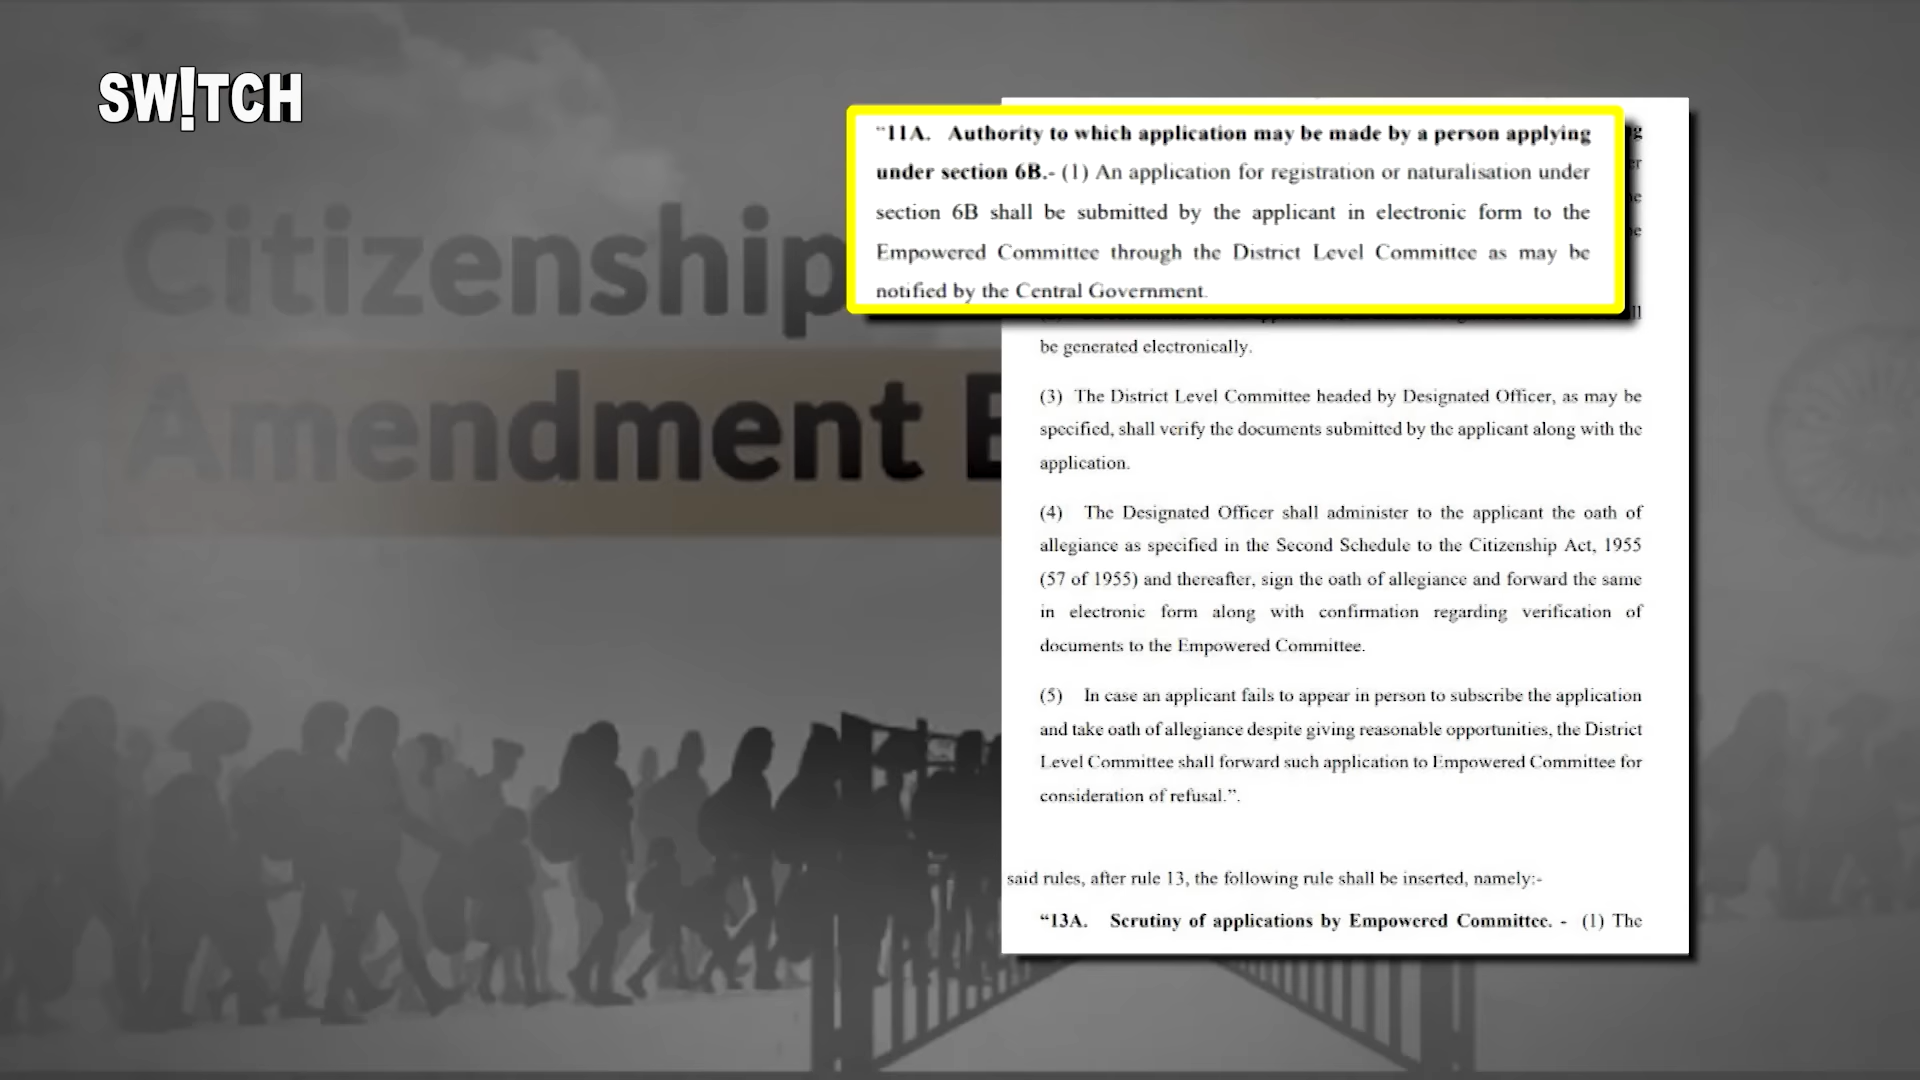 SW!TCH
Citizenship
Amendment
“11A. Authority to which application may be made by a person applying
under section 6B.- (1) An application for registration or naturalisation under
section 6B shall be submitted by the applicant in electronic form to the
Empowered Committee through the District Level Committee as may be
notified by the Central Government.
be generated electronically.
(3) The District Level Committee headed by Designated Officer, as may be
specified, shall verify the documents submitted by the applicant along with the
application.
(4) The Designated Officer shall administer to the applicant the oath of
allegiance as specified in the Second Schedule to the Citizenship Act, 1955
(57 of 1955) and thereafter, sign the oath of allegiance and forward the same
in electronic form along with confirmation regarding verification of
documents to the Empowered Committee.
(5) In case an applicant fails to appear in person to subscribe the application
and take oath of allegiance despite giving reasonable opportunities, the District
Level Committee shall forward such application to Empowered Committee for
consideration of refusal.”.
said rules, after rule 13, the following rule shall be inserted, namely:-
“13A. Scrutiny of applications by Empowered Committee. - (1) The